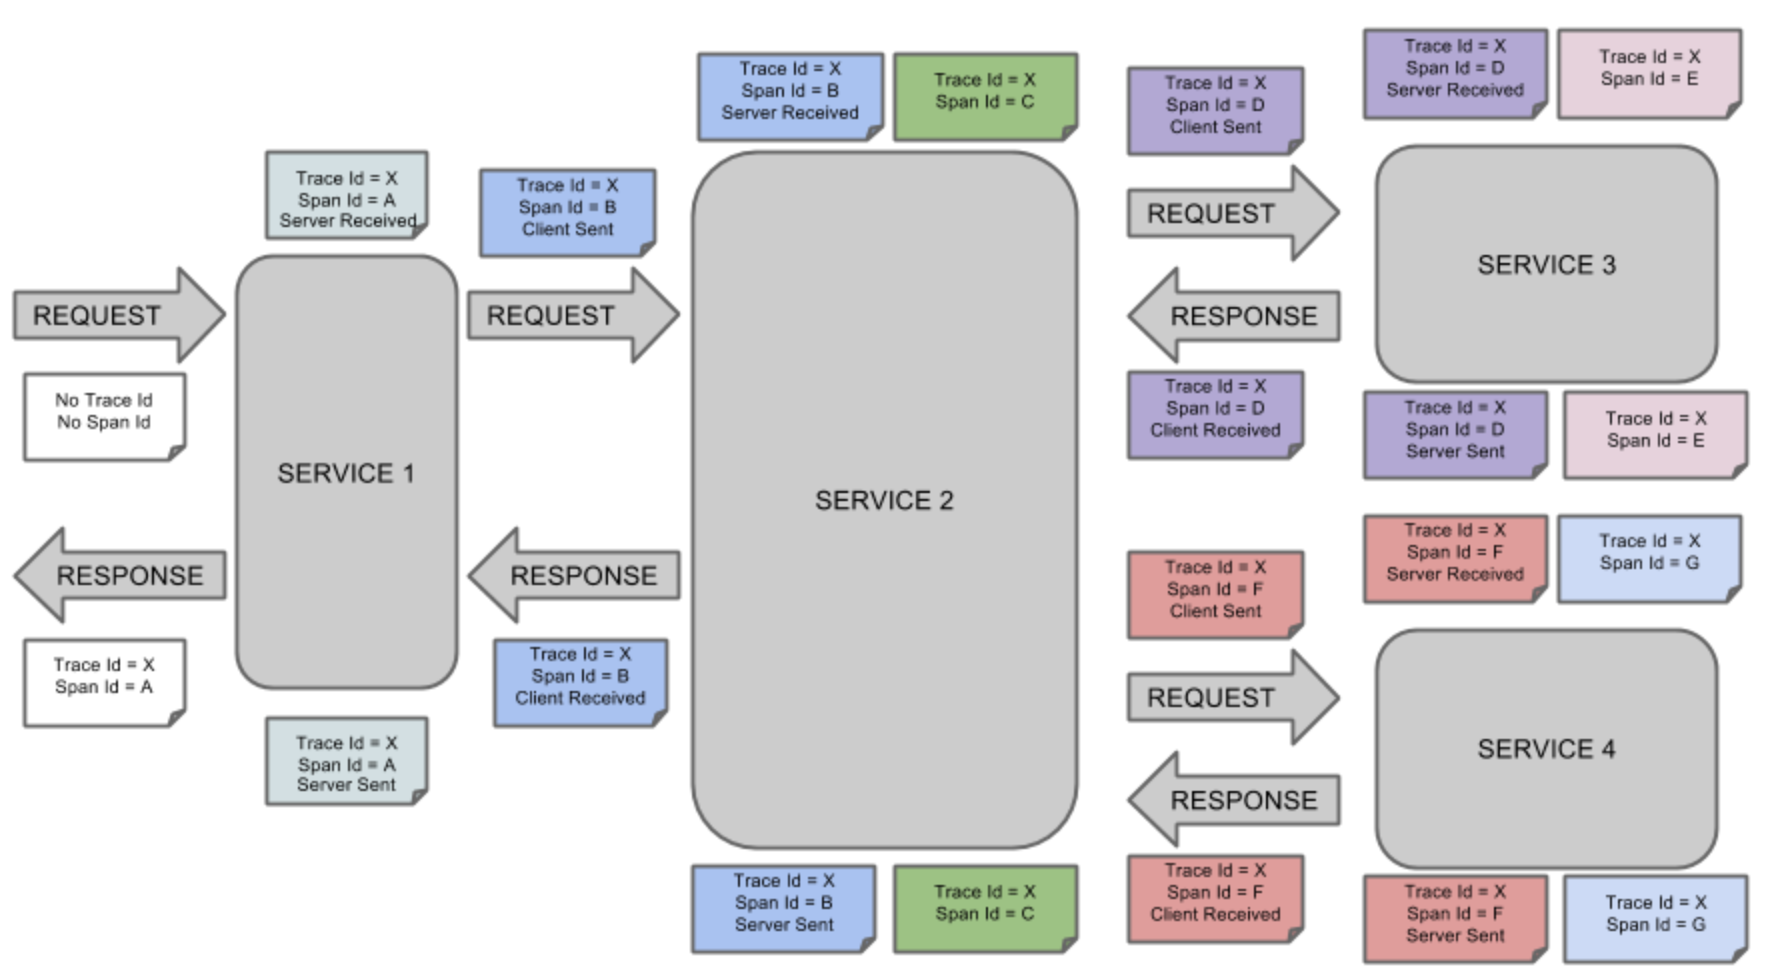 REQUEST
No Trace Id
No Span Id
RESPONSE
Trace Id = X
Span Id = A
Trace Id = X
Span Id = A
Server Received
SERVICE 1
Trace Id = X
Span Id = A
Server Sent
Trace Id = X
Span Id = B
Client Sent
REQUEST
RESPONSE
Trace Id = X
Span Id = B
Client Received
Trace Id = X
Span Id = B
Server Received
Trace Id = X
Span Id = C
SERVICE 2
Trace Id = X
Span Id = B
Server Sent
Trace Id = X
Span Id = C
Trace Id = X
Span Id = D
Client Sent
REQUEST
RESPONSE
Trace Id = X
Span Id = D
Client Received
Trace Id = X
Span Id = D
Server Received
Trace Id = X
Span Id = E
SERVICE 3
Trace Id = X
Span Id = D
Server Sent
Trace Id = X
Span Id = E
Trace Id = X
Span Id = F
Client Sent
REQUEST
RESPONSE
Trace Id = X
Span Id = F
Client Received
Trace Id = X
Span Id = F
Server Received
Trace Id = X
Span Id = G
SERVICE 4
Trace Id = X
Span Id = F
Server Sent
Trace Id = X
Span Id = G